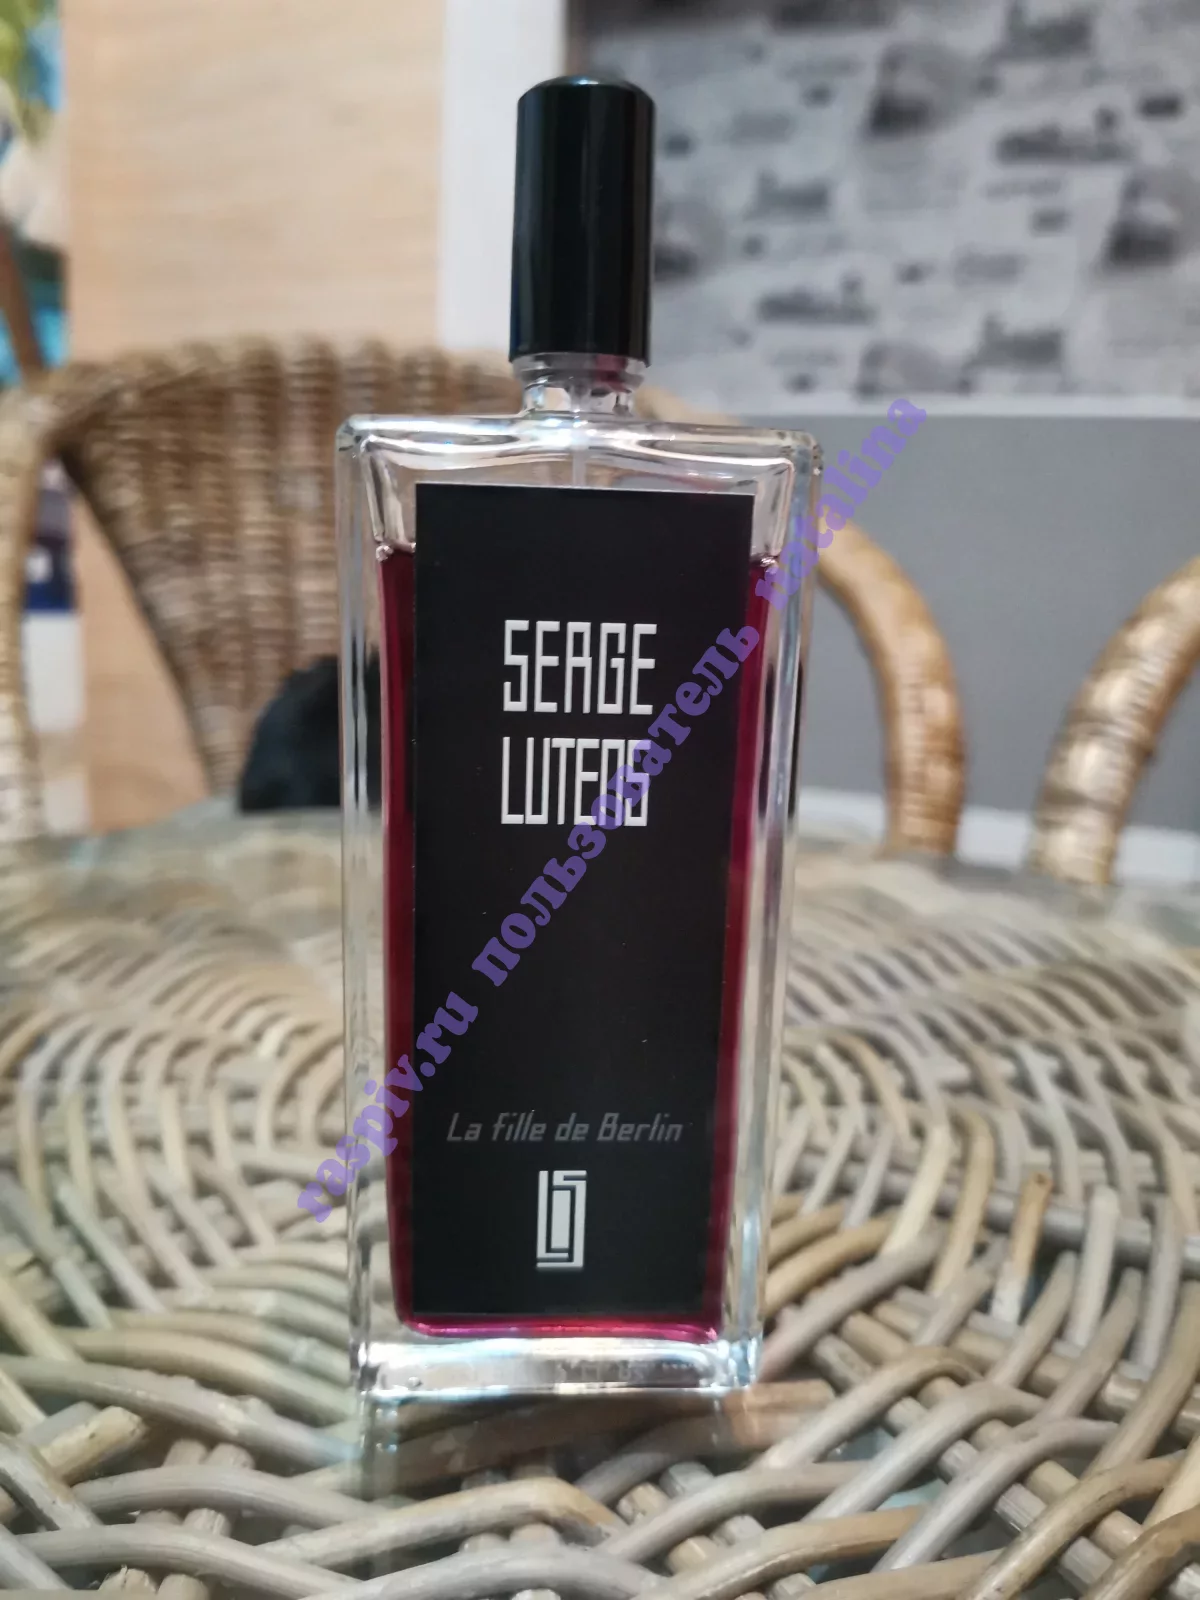 SERGE
LUTENS
La fille de Berlin
raspiv.ru пользователь natalina